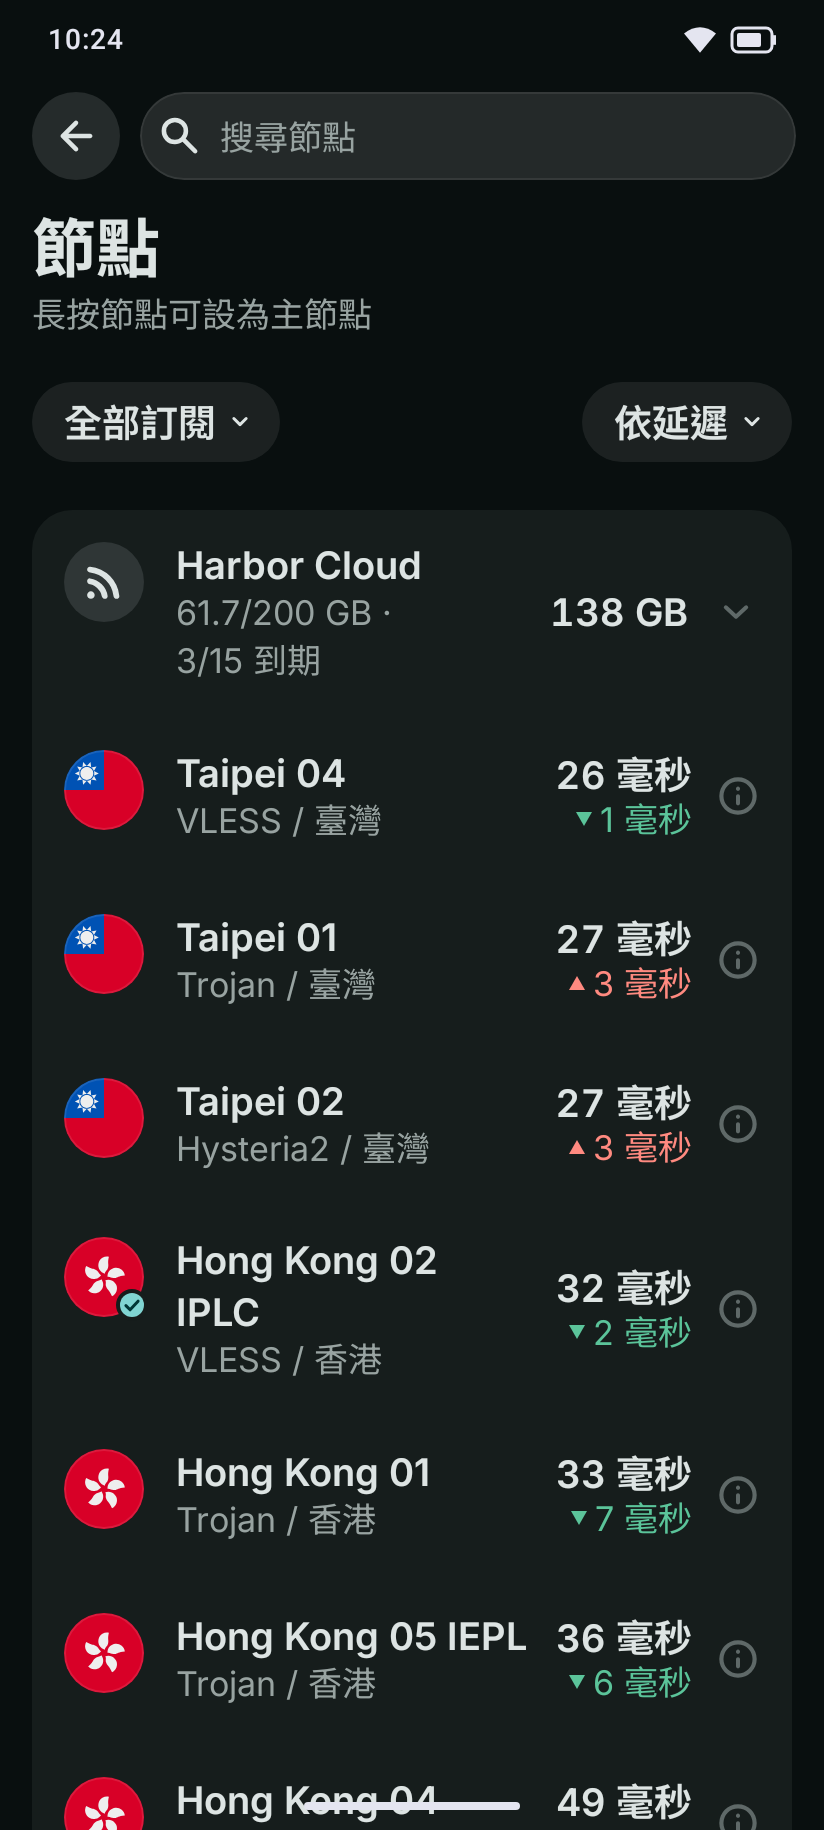 10:24
搜尋節點
節點
長按節點可設為主節點
全部訂閱
依延遲
Harbor Cloud
61.7/200 GB ·
3/15 到期
138 GB
Taipei 04
VLESS / 臺灣
26 毫秒
▼1 毫秒
Taipei 01
Trojan / 臺灣
27 毫秒
▲3 毫秒
Taipei 02
Hysteria2 / 臺灣
27 毫秒
▲3 毫秒
Hong Kong 02
IPLC
VLESS / 香港
32 毫秒
▼2 毫秒
Hong Kong 01
Trojan / 香港
33 毫秒
▼7 毫秒
Hong Kong 05 IEPL
Trojan / 香港
36 毫秒
▼6 毫秒
Hong Kong 04
49 毫秒